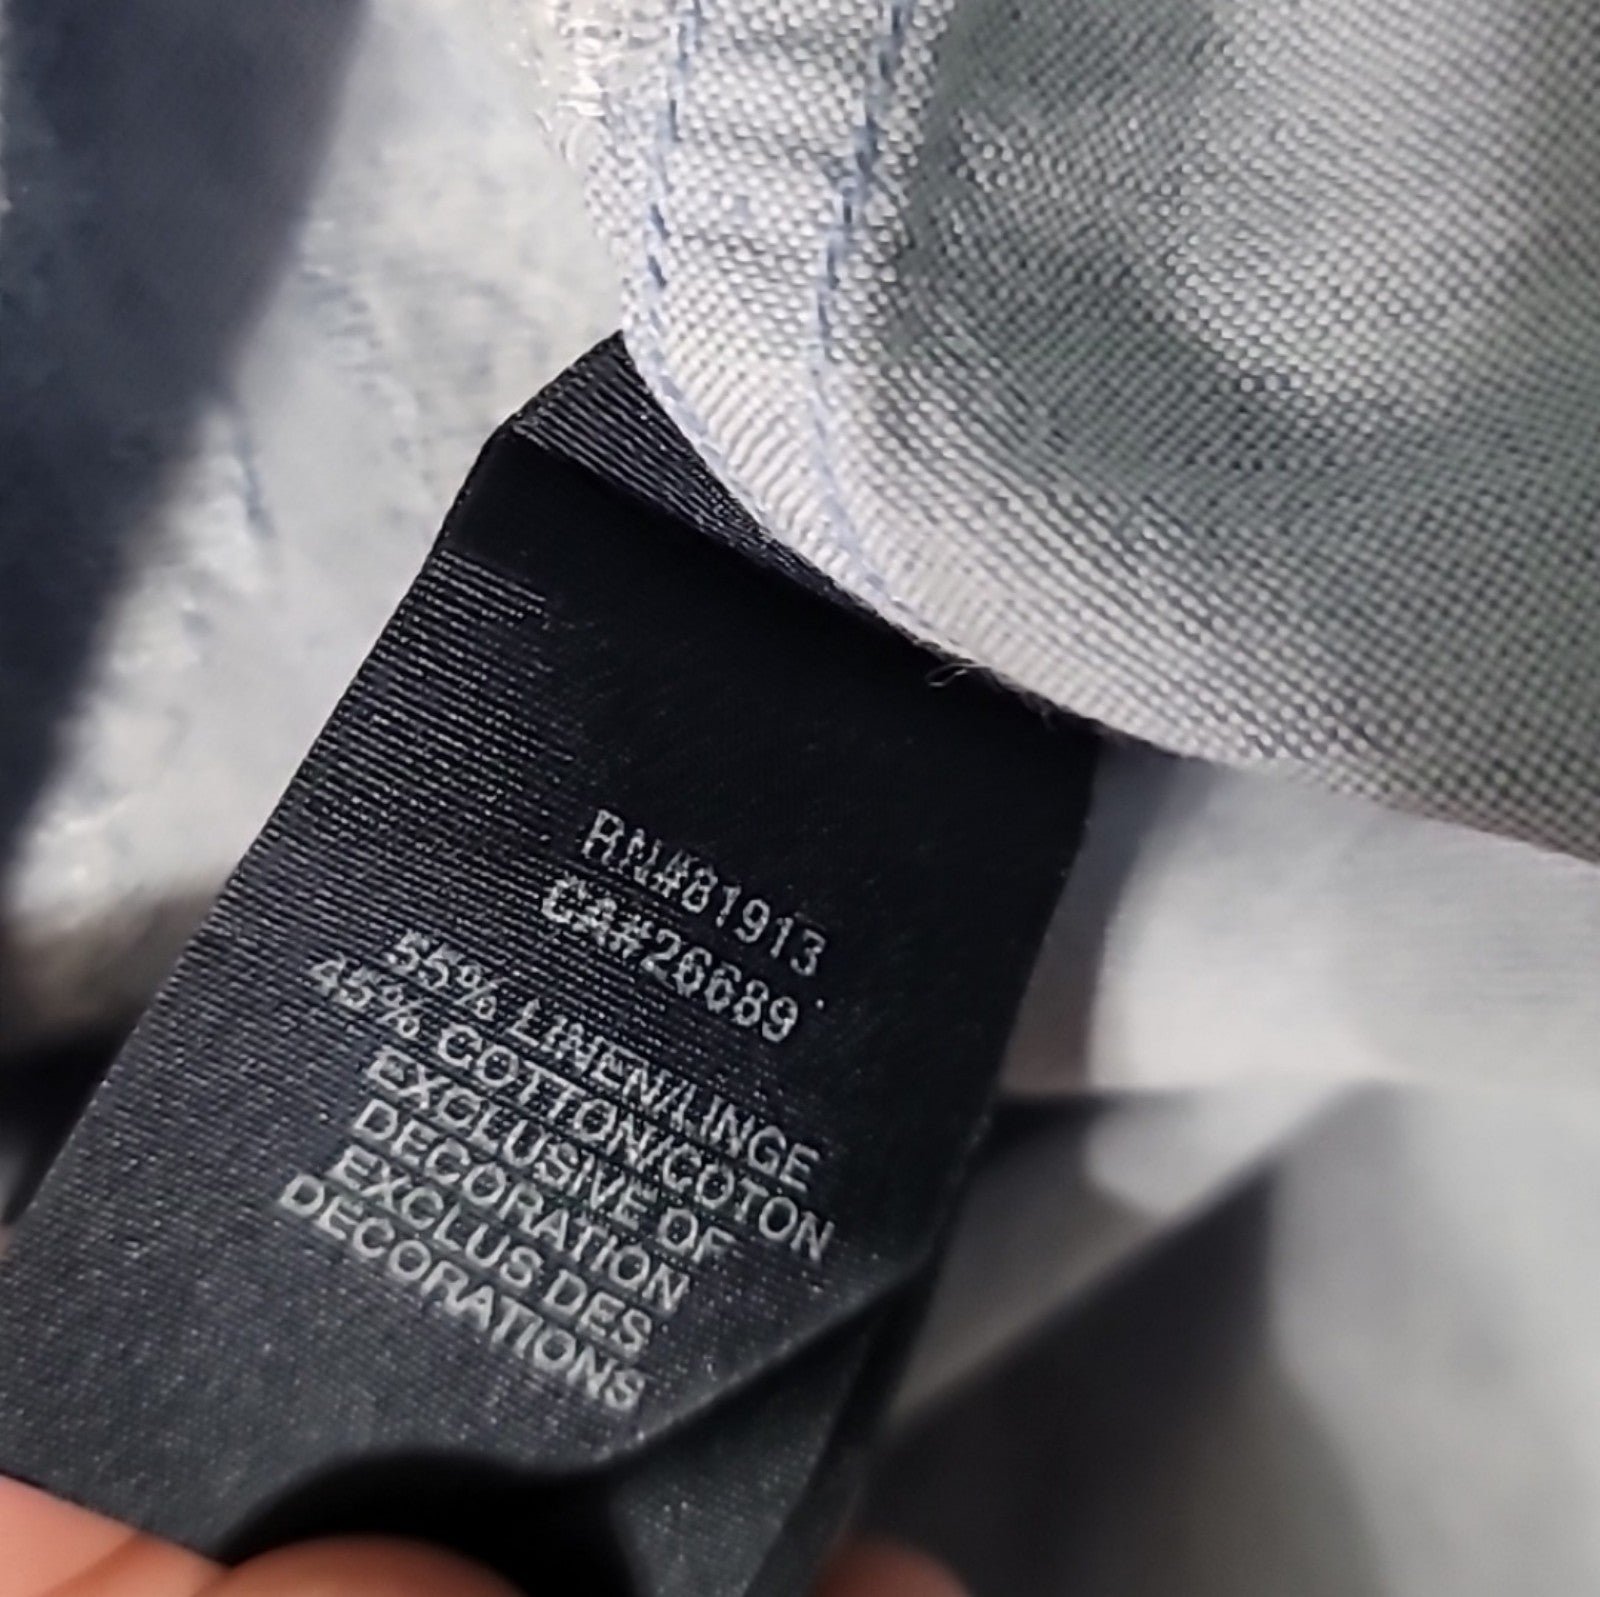 RN#81913
CA#26689
55% LINEN/LINGE
45% COTTON/COTON
EXCLUSIVE OF
DECORATION
EXCLUS DES
DECORATIONS